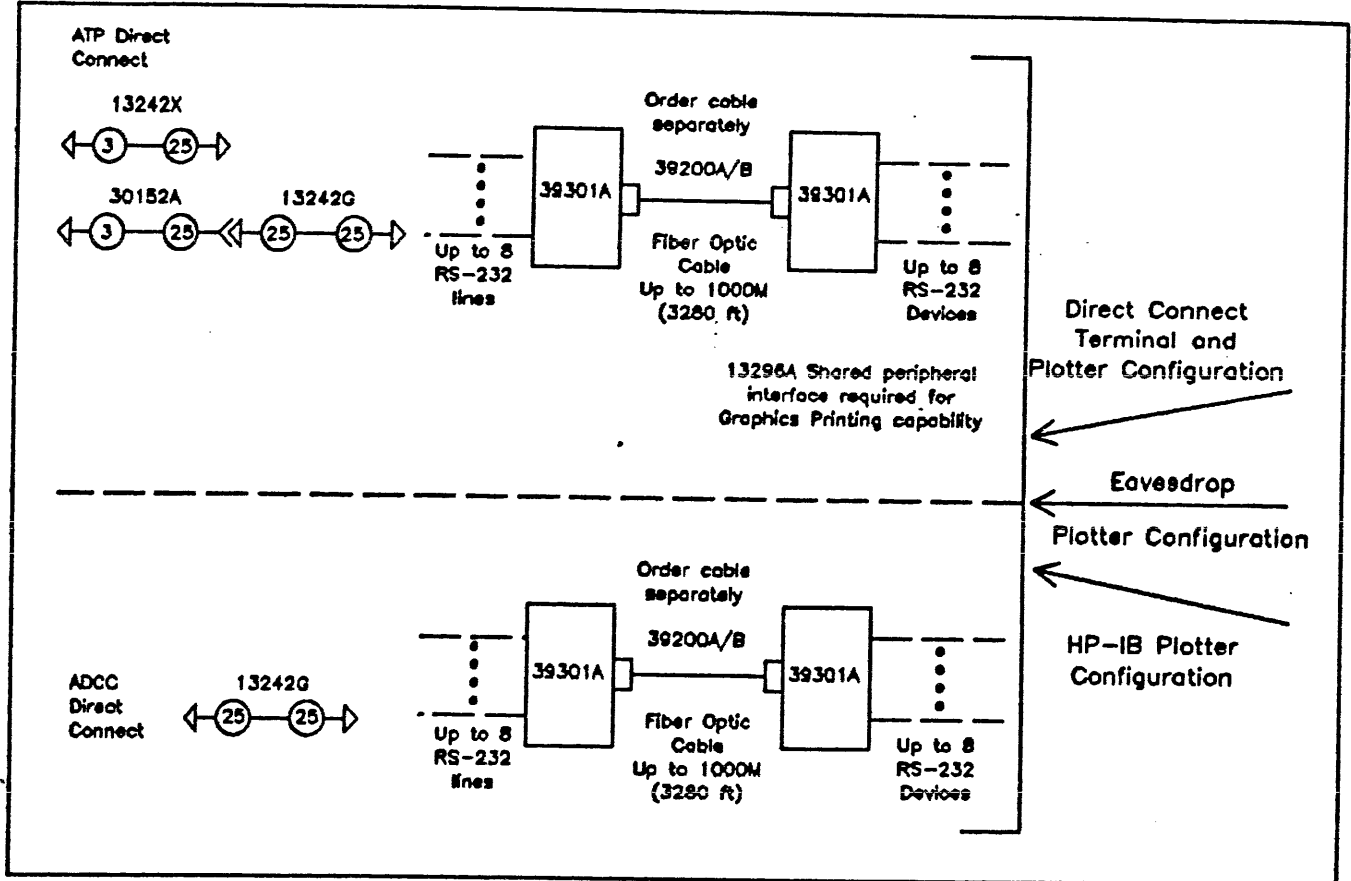 ATP Direct
Connect
13242X
3
25
30152A
13242G
3
25
25
25
Up to 8
RS-232
lines
39301A
Order cable
separately
39200A/B
Fiber Optic
Cable
Up to 1000M
(3280 ft)
39301A
Up to 8
RS-232
Devices
13296A Shared peripheral
interface required for
Graphics Printing capability
Direct Connect
Terminal and
Plotter Configuration
Eavesdrop
Plotter Configuration
HP-IB Plotter
Configuration
ADCC
Direct
Connect
13242G
25
25
Up to 8
RS-232
lines
39301A
Order cable
separately
39200A/B
Fiber Optic
Cable
Up to 1000M
(3280 ft)
39301A
Up to 8
RS-232
Devices